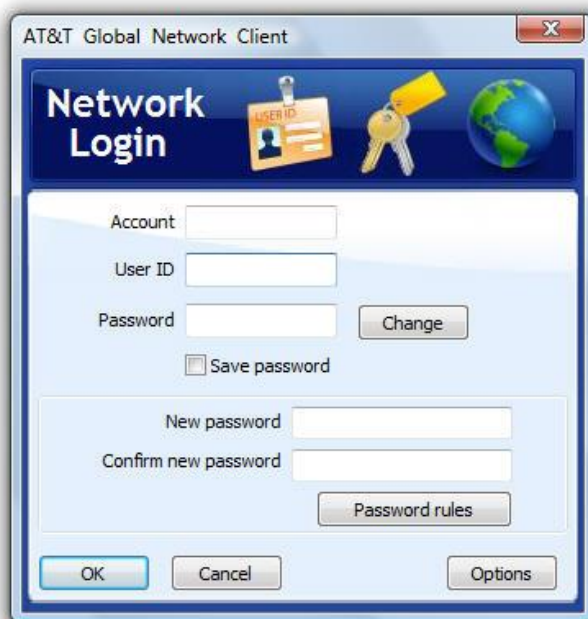 AT&T Global Network Client
Network
Login
USER ID
Account
User ID
Password
Change
Save password
New password
Confirm new password
Password rules
OK
Cancel
Options